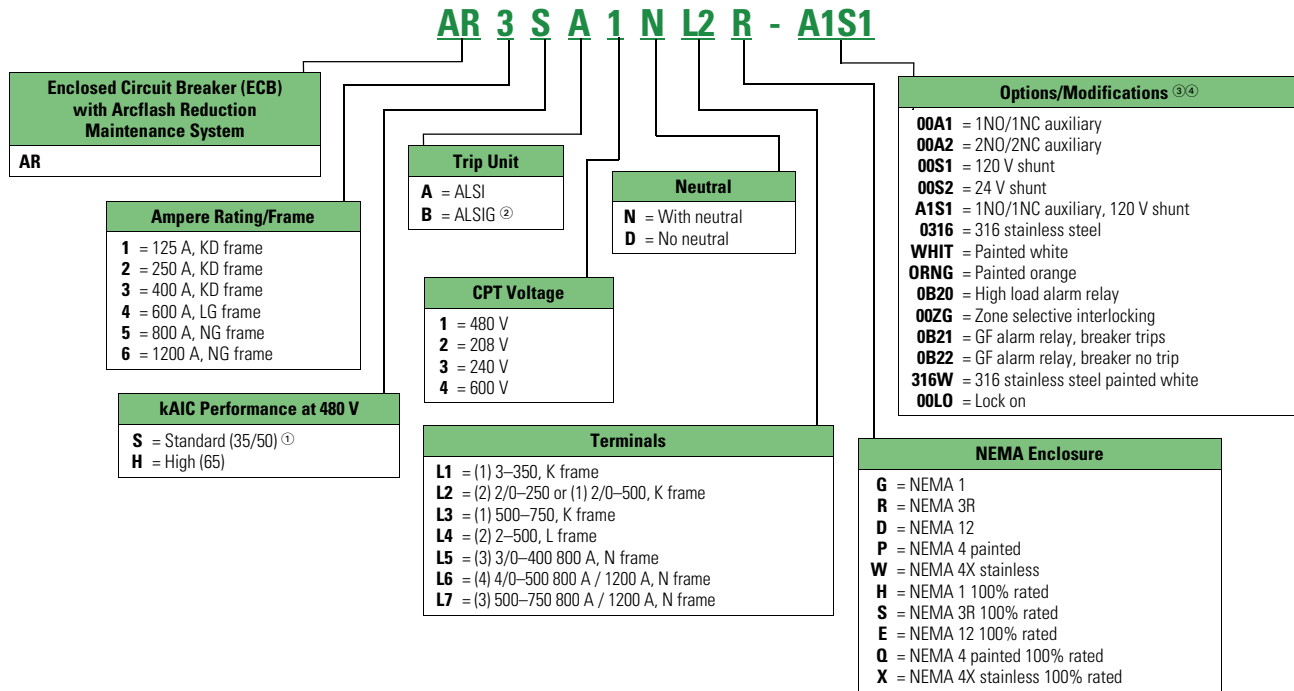 AR 3 S A 1 N L2 R - A1S1
Enclosed Circuit Breaker (ECB)
with Arcflash Reduction
Maintenance System
AR
Ampere Rating/Frame
1 = 125 A, KD frame
2 = 250 A, KD frame
3 = 400 A, KD frame
4 = 600 A, LG frame
5 = 800 A, NG frame
6 = 1200 A, NG frame
kAIC Performance at 480 V
S = Standard (35/50) ①
H = High (65)
Trip Unit
A = ALSI
B = ALSIG ②
CPT Voltage
1 = 480 V
2 = 208 V
3 = 240 V
4 = 600 V
Neutral
N = With neutral
D = No neutral
Terminals
L1 = (1) 3–350, K frame
L2 = (2) 2/0–250 or (1) 2/0–500, K frame
L3 = (1) 500–750, K frame
L4 = (2) 2–500, L frame
L5 = (3) 3/0–400 800 A, N frame
L6 = (4) 4/0–500 800 A / 1200 A, N frame
L7 = (3) 500–750 800 A / 1200 A, N frame
Options/Modifications ③④
00A1 = 1NO/1NC auxiliary
00A2 = 2NO/2NC auxiliary
00S1 = 120 V shunt
00S2 = 24 V shunt
A1S1 = 1NO/1NC auxiliary, 120 V shunt
0316 = 316 stainless steel
WHIT = Painted white
ORNG = Painted orange
0B20 = High load alarm relay
00ZG = Zone selective interlocking
0B21 = GF alarm relay, breaker trips
0B22 = GF alarm relay, breaker no trip
316W = 316 stainless steel painted white
00LO = Lock on
NEMA Enclosure
G = NEMA 1
R = NEMA 3R
D = NEMA 12
P = NEMA 4 painted
W = NEMA 4X stainless
H = NEMA 1 100% rated
S = NEMA 3R 100% rated
E = NEMA 12 100% rated
Q = NEMA 4 painted 100% rated
X = NEMA 4X stainless 100% rated